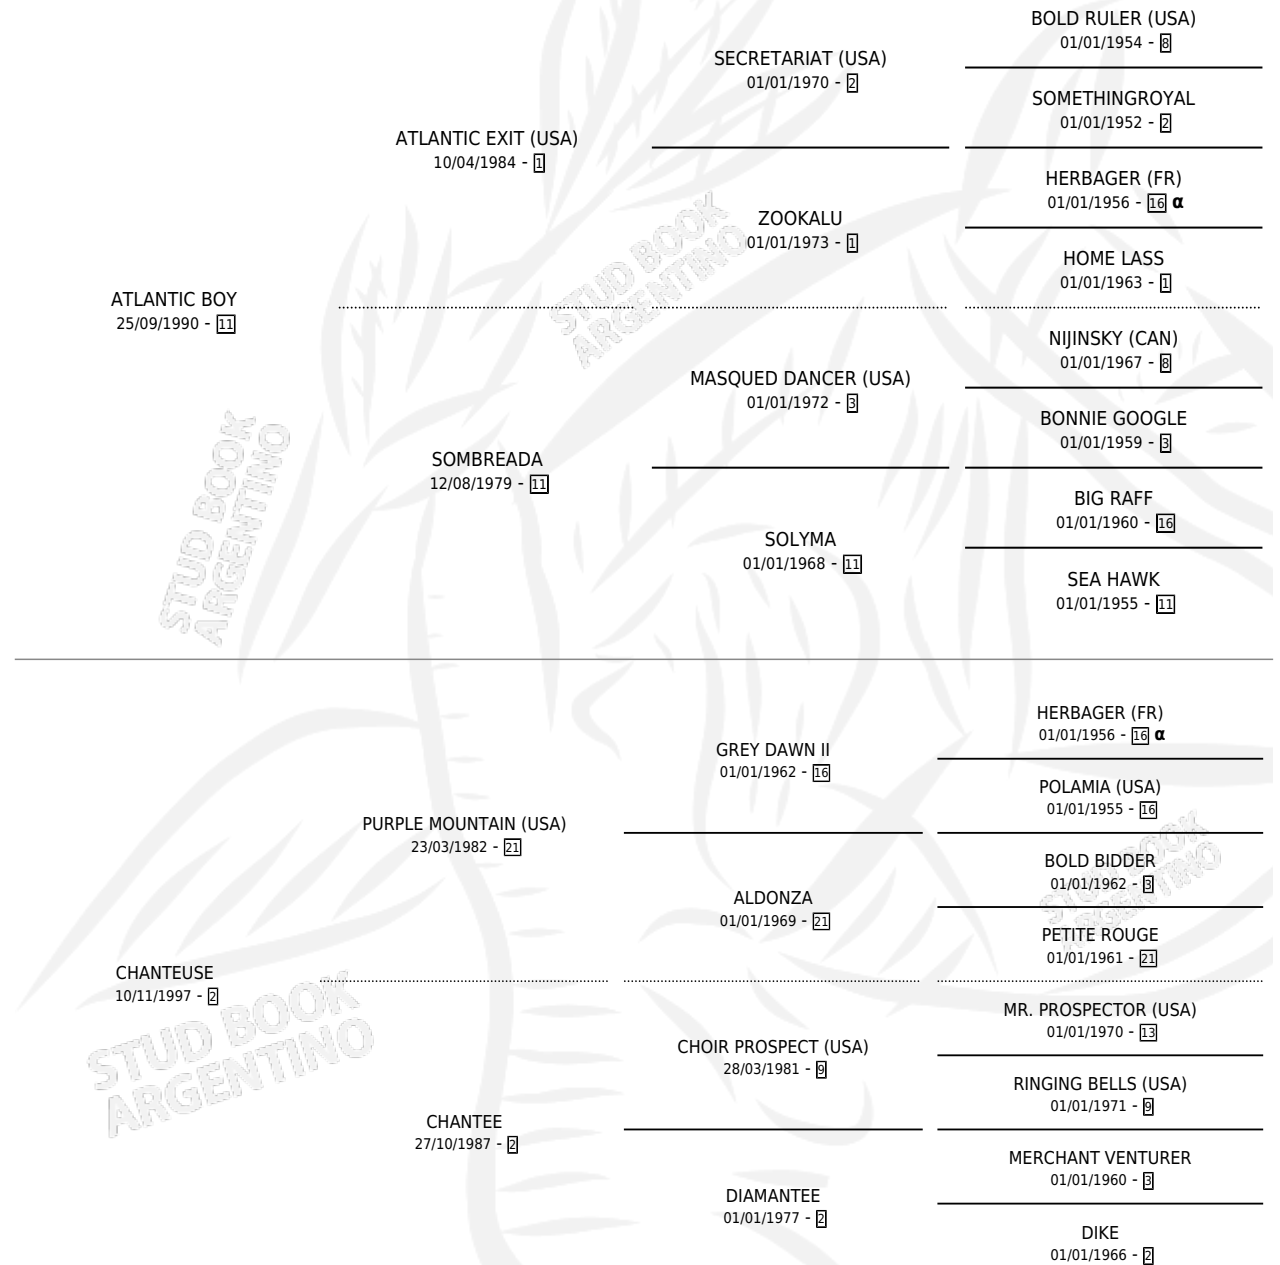 BOLD RULER (USA)
01/01/1954 - 8
SECRETARIAT (USA)
01/01/1970 - 2
SOMETHINGROYAL
01/01/1952 - 2
ATLANTIC EXIT (USA)
10/04/1984 - 1
HERBAGER (FR)
01/01/1956 - 16 α
ZOOKALU
01/01/1973 - 1
HOME LASS
01/01/1963 - 1
STUD BOOK
ARGENTINO
ATLANTIC BOY
25/09/1990 - 11
NIJINSKY (CAN)
01/01/1967 - 8
MASQUED DANCER (USA)
01/01/1972 - 3
BONNIE GOOGLE
01/01/1959 - 3
SOMBREADA
12/08/1979 - 11
BIG RAFF
01/01/1960 - 16
SOLYMA
01/01/1968 - 11
SEA HAWK
01/01/1955 - 11
STUD BOOK
ARGENTINO
HERBAGER (FR)
01/01/1956 - 16 α
GREY DAWN II
01/01/1962 - 16
POLAMIA (USA)
01/01/1955 - 16
PURPLE MOUNTAIN (USA)
23/03/1982 - 21
BOLD BIDDER
01/01/1962 - 3
ALDONZA
01/01/1969 - 21
PETITE ROUGE
01/01/1961 - 21
STUD BOOK
ARGENTINO
CHANTEUSE
10/11/1997 - 2
STUD BOOK
ARGENTINO
MR. PROSPECTOR (USA)
01/01/1970 - 13
CHOIR PROSPECT (USA)
28/03/1981 - 9
RINGING BELLS (USA)
01/01/1971 - 9
CHANTEE
27/10/1987 - 2
MERCHANT VENTURER
01/01/1960 - 3
DIAMANTEE
01/01/1977 - 2
DIKE
01/01/1966 - 2